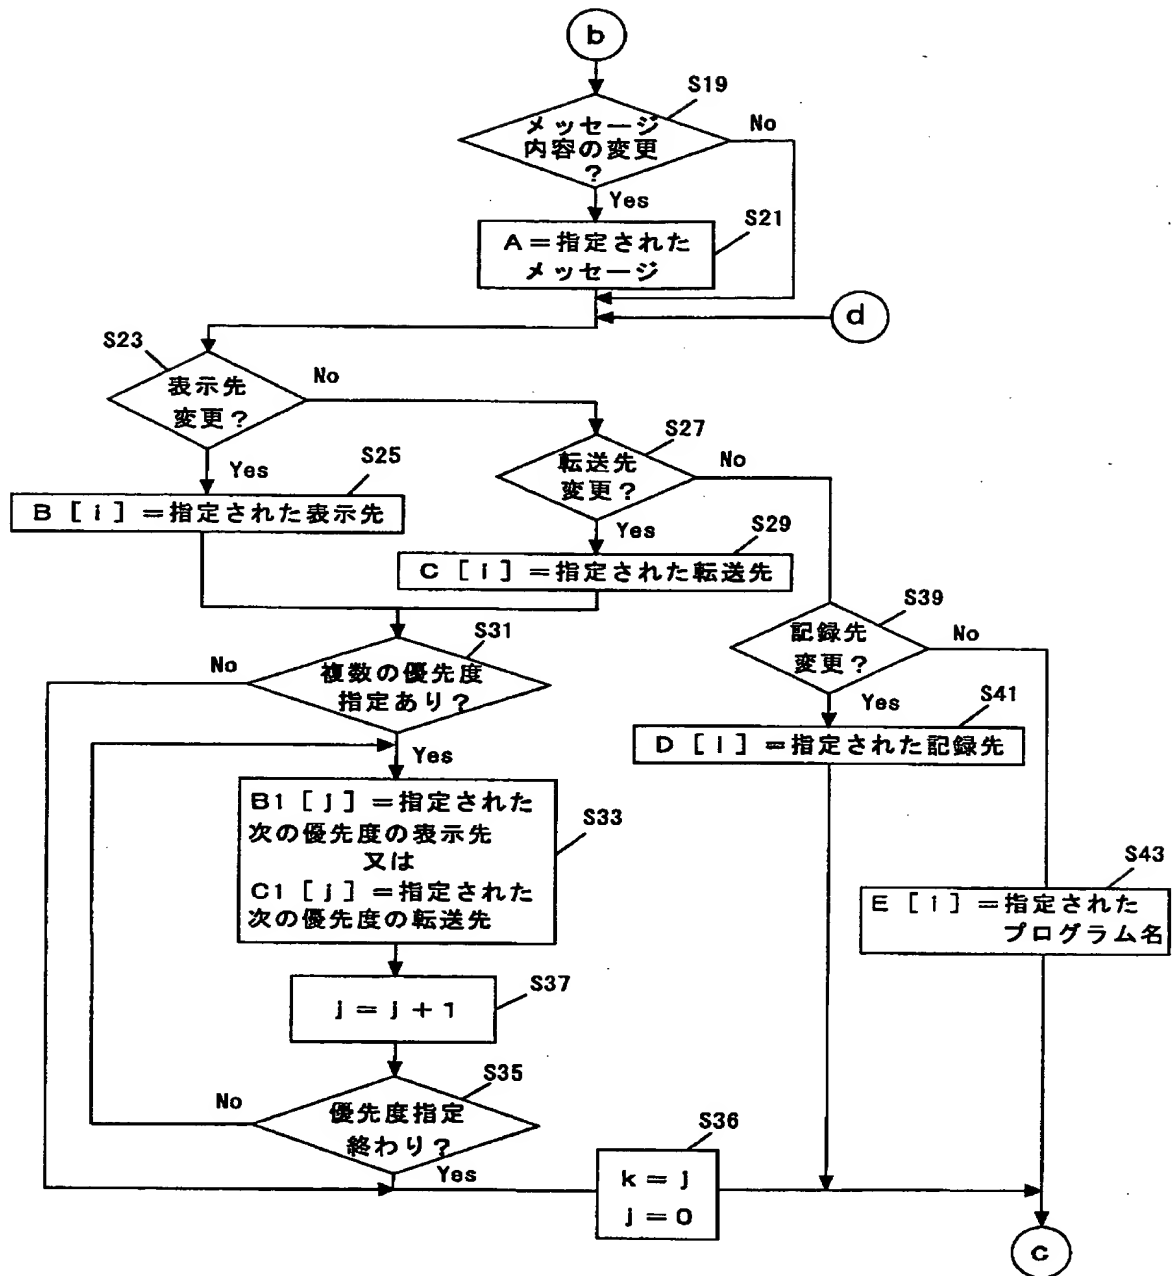 b
S19
メッセージ
内容の変更
?
No
Yes
S21
A=指定された
メッセージ
d
S23
表示先
変更?
No
Yes
S25
B [i] =指定された表示先
S27
転送先
変更?
No
Yes
S29
C [i] =指定された転送先
S31
複数の優先度
指定あり?
No
Yes
S39
記録先
変更?
No
Yes
S41
D [i] =指定された記録先
S33
B1 [j] =指定された
次の優先度の表示先
又は
C1 [j] =指定された
次の優先度の転送先
S43
E [i] =指定された
プログラム名
S37
j=j+1
S35
優先度指定
終わり?
No
Yes
S36
k=j
j=0
c